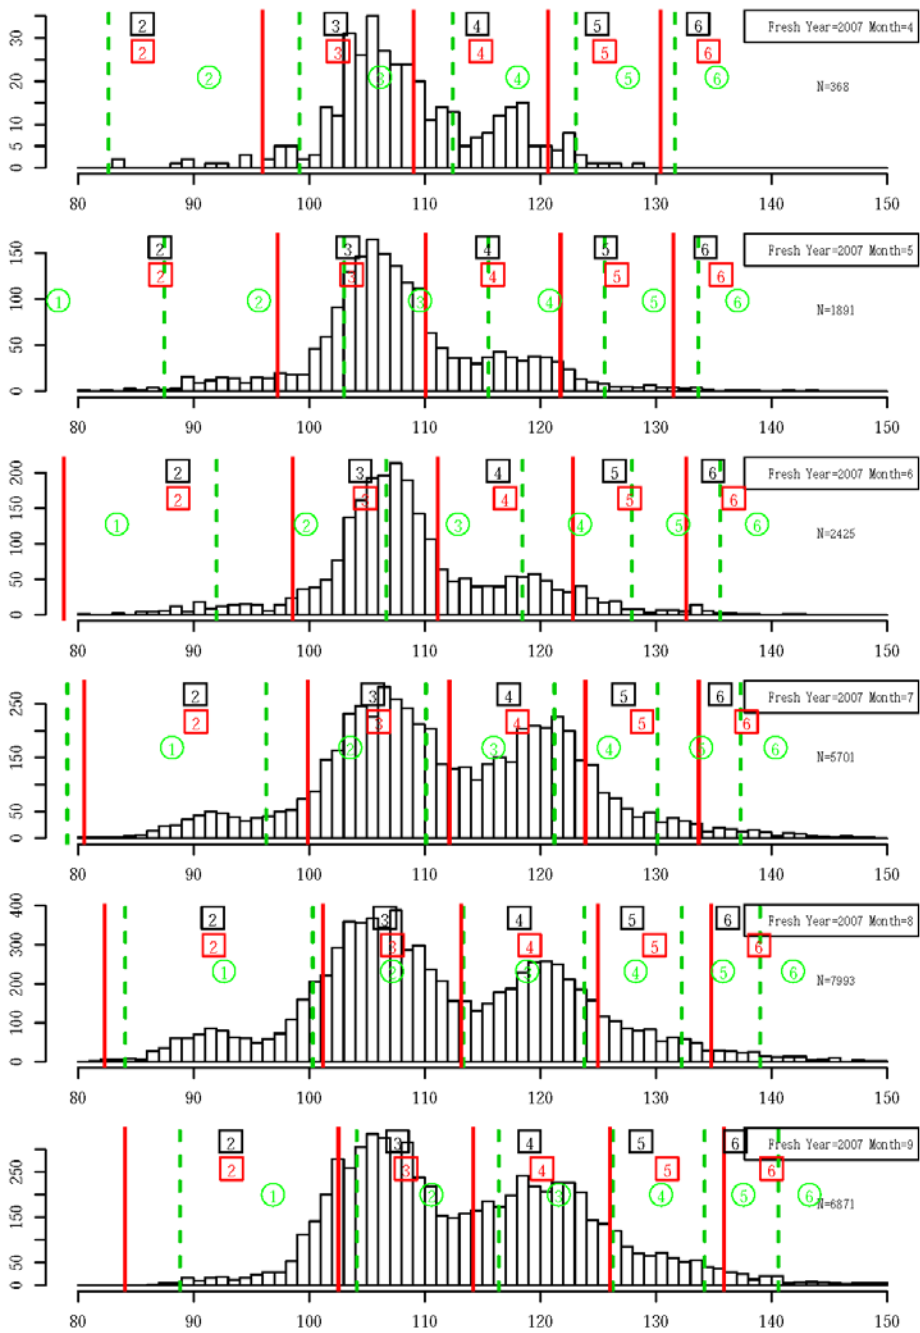 2 3 4 5 6 Fresh Year=2007 Month=4
2 3 4 5 6
2 3 4 5 6
N=368
0 5 10 20 30
80 90 100 110 120 130 140 150
2 3 4 5 6 Fresh Year=2007 Month=5
2 3 4 5 6
1 2 3 4 5 6
N=1891
0 50 100 150
80 90 100 110 120 130 140 150
2 3 4 5 6 Fresh Year=2007 Month=6
2 3 4 5 6
1 2 3 4 5 6
N=2425
0 50 100 150 200
80 90 100 110 120 130 140 150
2 3 4 5 6 Fresh Year=2007 Month=7
2 3 4 5 6
1 2 3 4 5 6
N=5701
0 50 150 250
80 90 100 110 120 130 140 150
2 3 4 5 6 Fresh Year=2007 Month=8
2 3 4 5 6
1 2 3 4 5 6
N=7993
0 100 200 300 400
80 90 100 110 120 130 140 150
2 3 4 5 6 Fresh Year=2007 Month=9
2 3 4 5 6
1 2 3 4 5 6
N=6871
0 50 150 250
80 90 100 110 120 130 140 150